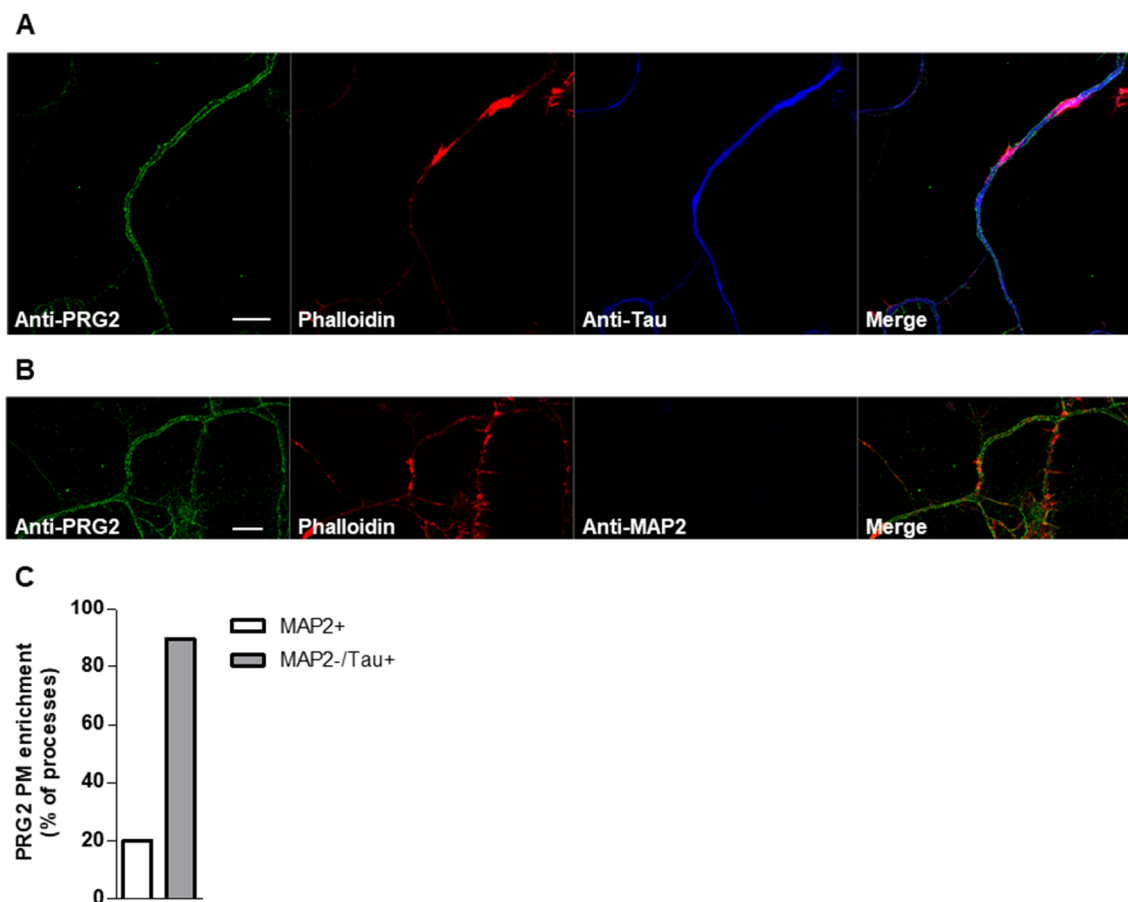 A
Anti-PRG2
Phalloidin
Anti-Tau
Merge
B
Anti-PRG2
Phalloidin
Anti-MAP2
Merge
C
PRG2 PM enrichment
(% of processes)
100
80
60
40
20
0
MAP2+
MAP2-/Tau+